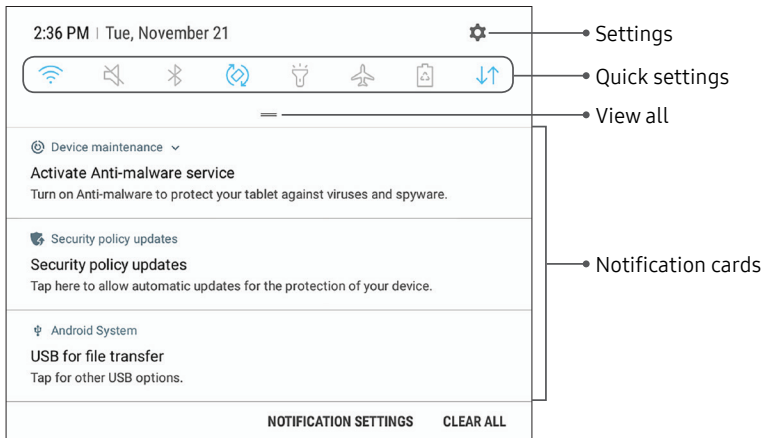 2:36 PM | Tue, November 21
Settings
Quick settings
View all
Device maintenance
Activate Anti-malware service
Turn on Anti-malware to protect your tablet against viruses and spyware.
Security policy updates
Security policy updates
Tap here to allow automatic updates for the protection of your device.
Notification cards
Android System
USB for file transfer
Tap for other USB options.
NOTIFICATION SETTINGS CLEAR ALL